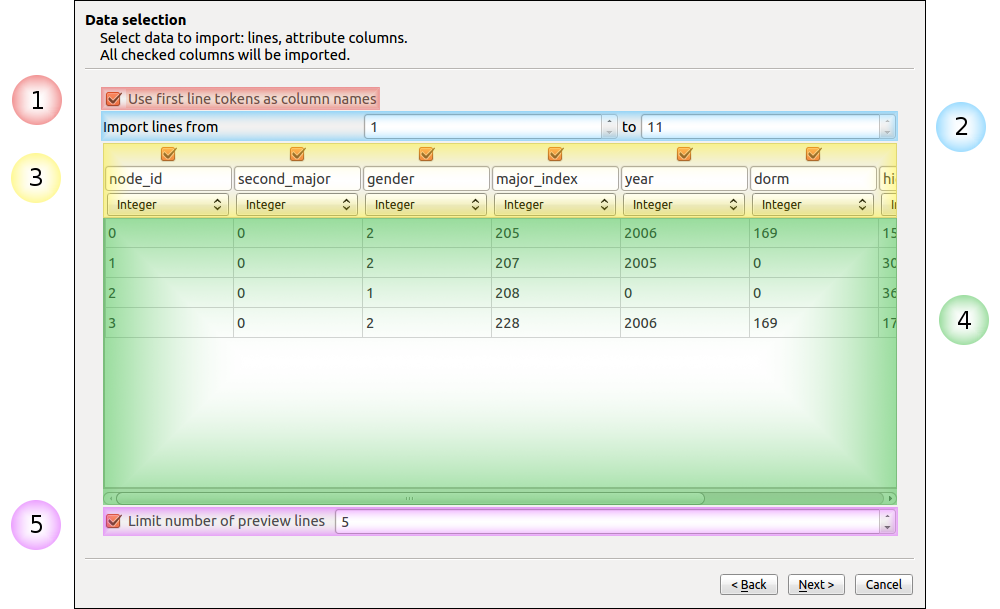 Data selection
Select data to import: lines, attribute columns.
All checked columns will be imported.
1
Use first line tokens as column names
Import lines from 1 to 11
2
3
node_id second_major gender major_index year dorm hi
Integer Integer Integer Integer Integer Integer
0 0 2 205 2006 169 15
1 0 2 207 2005 0 30
2 0 1 208 0 0 36
3 0 2 228 2006 169 17
4
5
Limit number of preview lines 5
< Back Next > Cancel